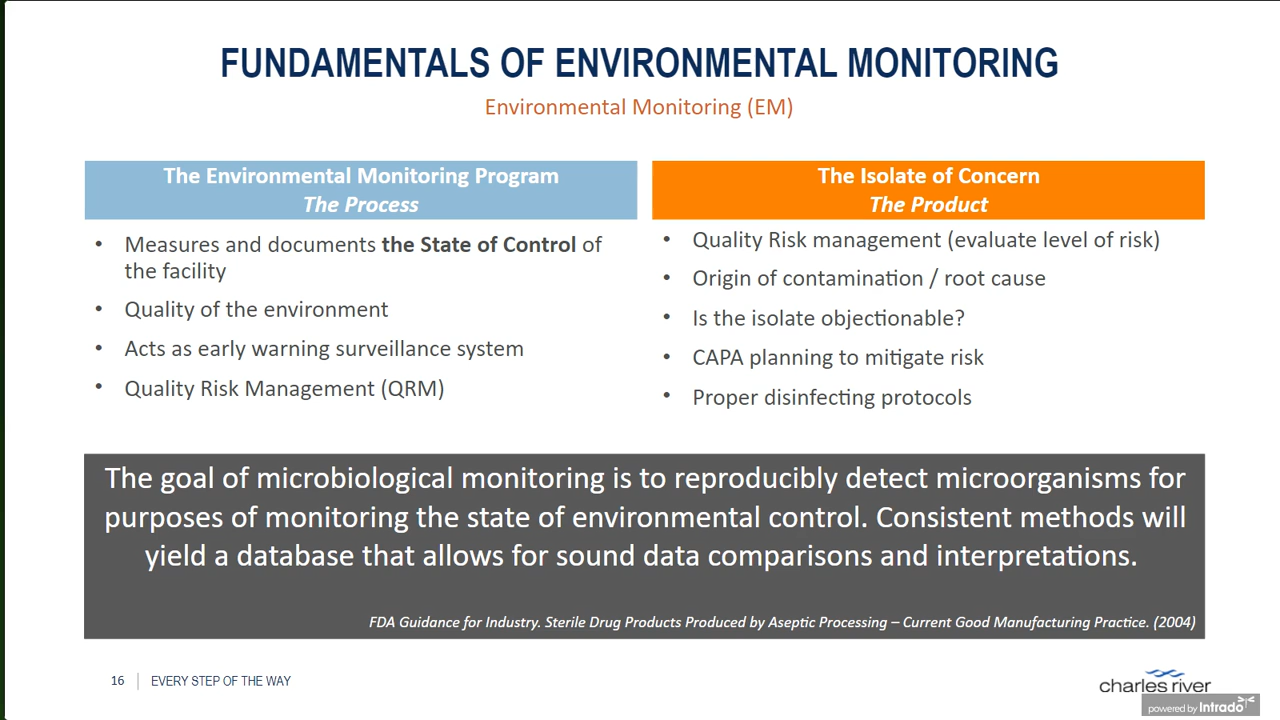 FUNDAMENTALS OF ENVIRONMENTAL MONITORING
Environmental Monitoring (EM)
The Environmental Monitoring Program
The Process
• Measures and documents the State of Control of
the facility
• Quality of the environment
• Acts as early warning surveillance system
• Quality Risk Management (QRM)
The Isolate of Concern
The Product
• Quality Risk management (evaluate level of risk)
• Origin of contamination / root cause
• Is the isolate objectionable?
• CAPA planning to mitigate risk
• Proper disinfecting protocols
The goal of microbiological monitoring is to reproducibly detect microorganisms for
purposes of monitoring the state of environmental control. Consistent methods will
yield a database that allows for sound data comparisons and interpretations.
FDA Guidance for Industry. Sterile Drug Products Produced by Aseptic Processing – Current Good Manufacturing Practice. (2004)
16 | EVERY STEP OF THE WAY
charles river
powered by Intrado